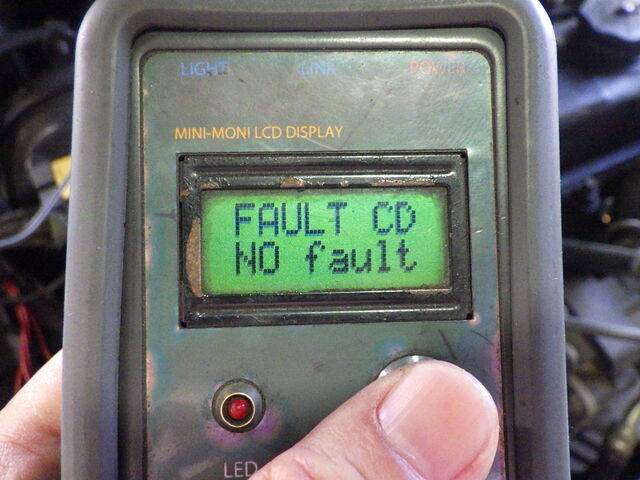 LIGHT LINK POWER
MINI-MONI LCD DISPLAY
FAULT CD
NO fault
LED